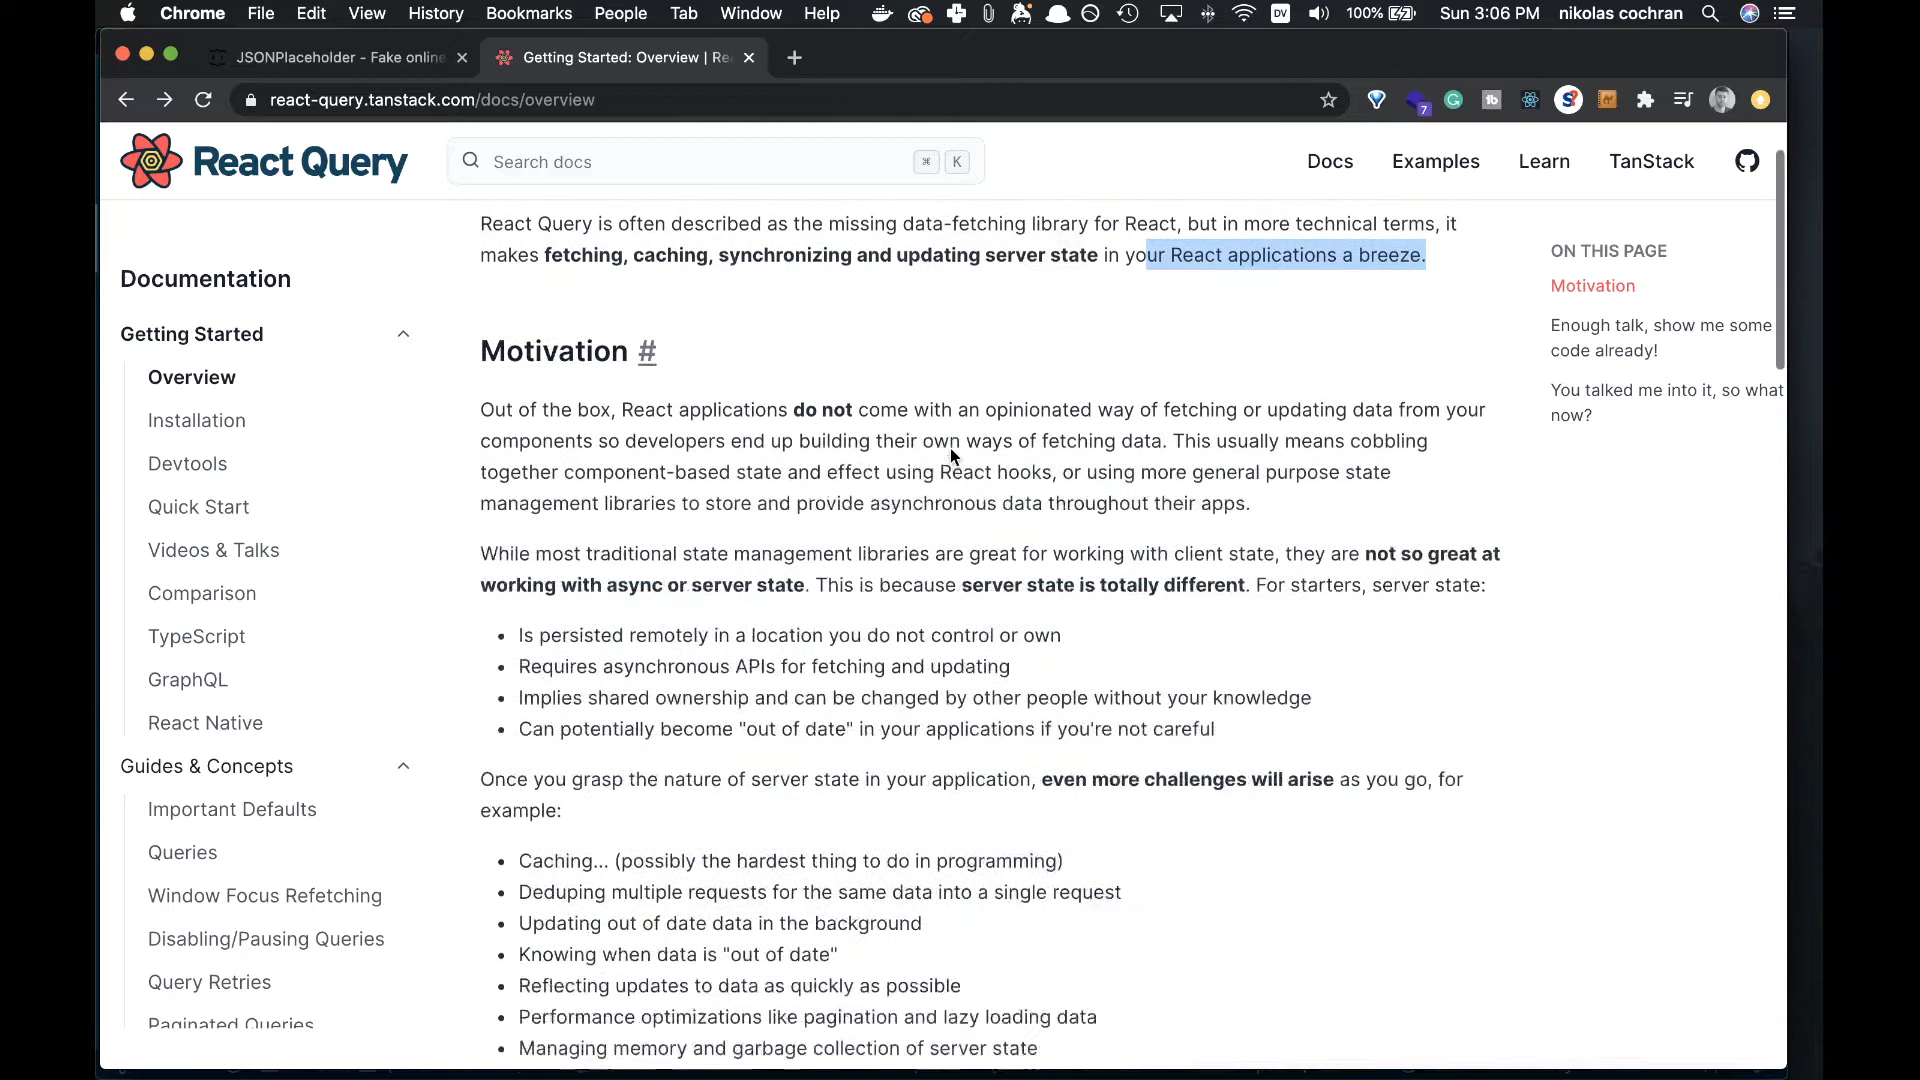 Chrome File Edit View History Bookmarks People Tab Window Help DV 100% Sun 3:06 PM nikolas cochran
JSONPlaceholder - Fake online
Getting Started: Overview | Re
react-query.tanstack.com/docs/overview
7
tb
React Query
Search docs
⌘ K
Docs Examples Learn TanStack
React Query is often described as the missing data-fetching library for React, but in more technical terms, it
makes fetching, caching, synchronizing and updating server state in your React applications a breeze.
Documentation
Getting Started
Overview
Installation
Devtools
Quick Start
Videos & Talks
Comparison
TypeScript
GraphQL
React Native
Guides & Concepts
Important Defaults
Queries
Window Focus Refetching
Disabling/Pausing Queries
Query Retries
Paginated Queries
Motivation #
Out of the box, React applications do not come with an opinionated way of fetching or updating data from your
components so developers end up building their own ways of fetching data. This usually means cobbling
together component-based state and effect using React hooks, or using more general purpose state
management libraries to store and provide asynchronous data throughout their apps.
While most traditional state management libraries are great for working with client state, they are not so great at
working with async or server state. This is because server state is totally different. For starters, server state:
• Is persisted remotely in a location you do not control or own
• Requires asynchronous APIs for fetching and updating
• Implies shared ownership and can be changed by other people without your knowledge
• Can potentially become "out of date" in your applications if you're not careful
Once you grasp the nature of server state in your application, even more challenges will arise as you go, for
example:
• Caching... (possibly the hardest thing to do in programming)
• Deduping multiple requests for the same data into a single request
• Updating out of date data in the background
• Knowing when data is "out of date"
• Reflecting updates to data as quickly as possible
• Performance optimizations like pagination and lazy loading data
• Managing memory and garbage collection of server state
ON THIS PAGE
Motivation
Enough talk, show me some
code already!
You talked me into it, so what
now?